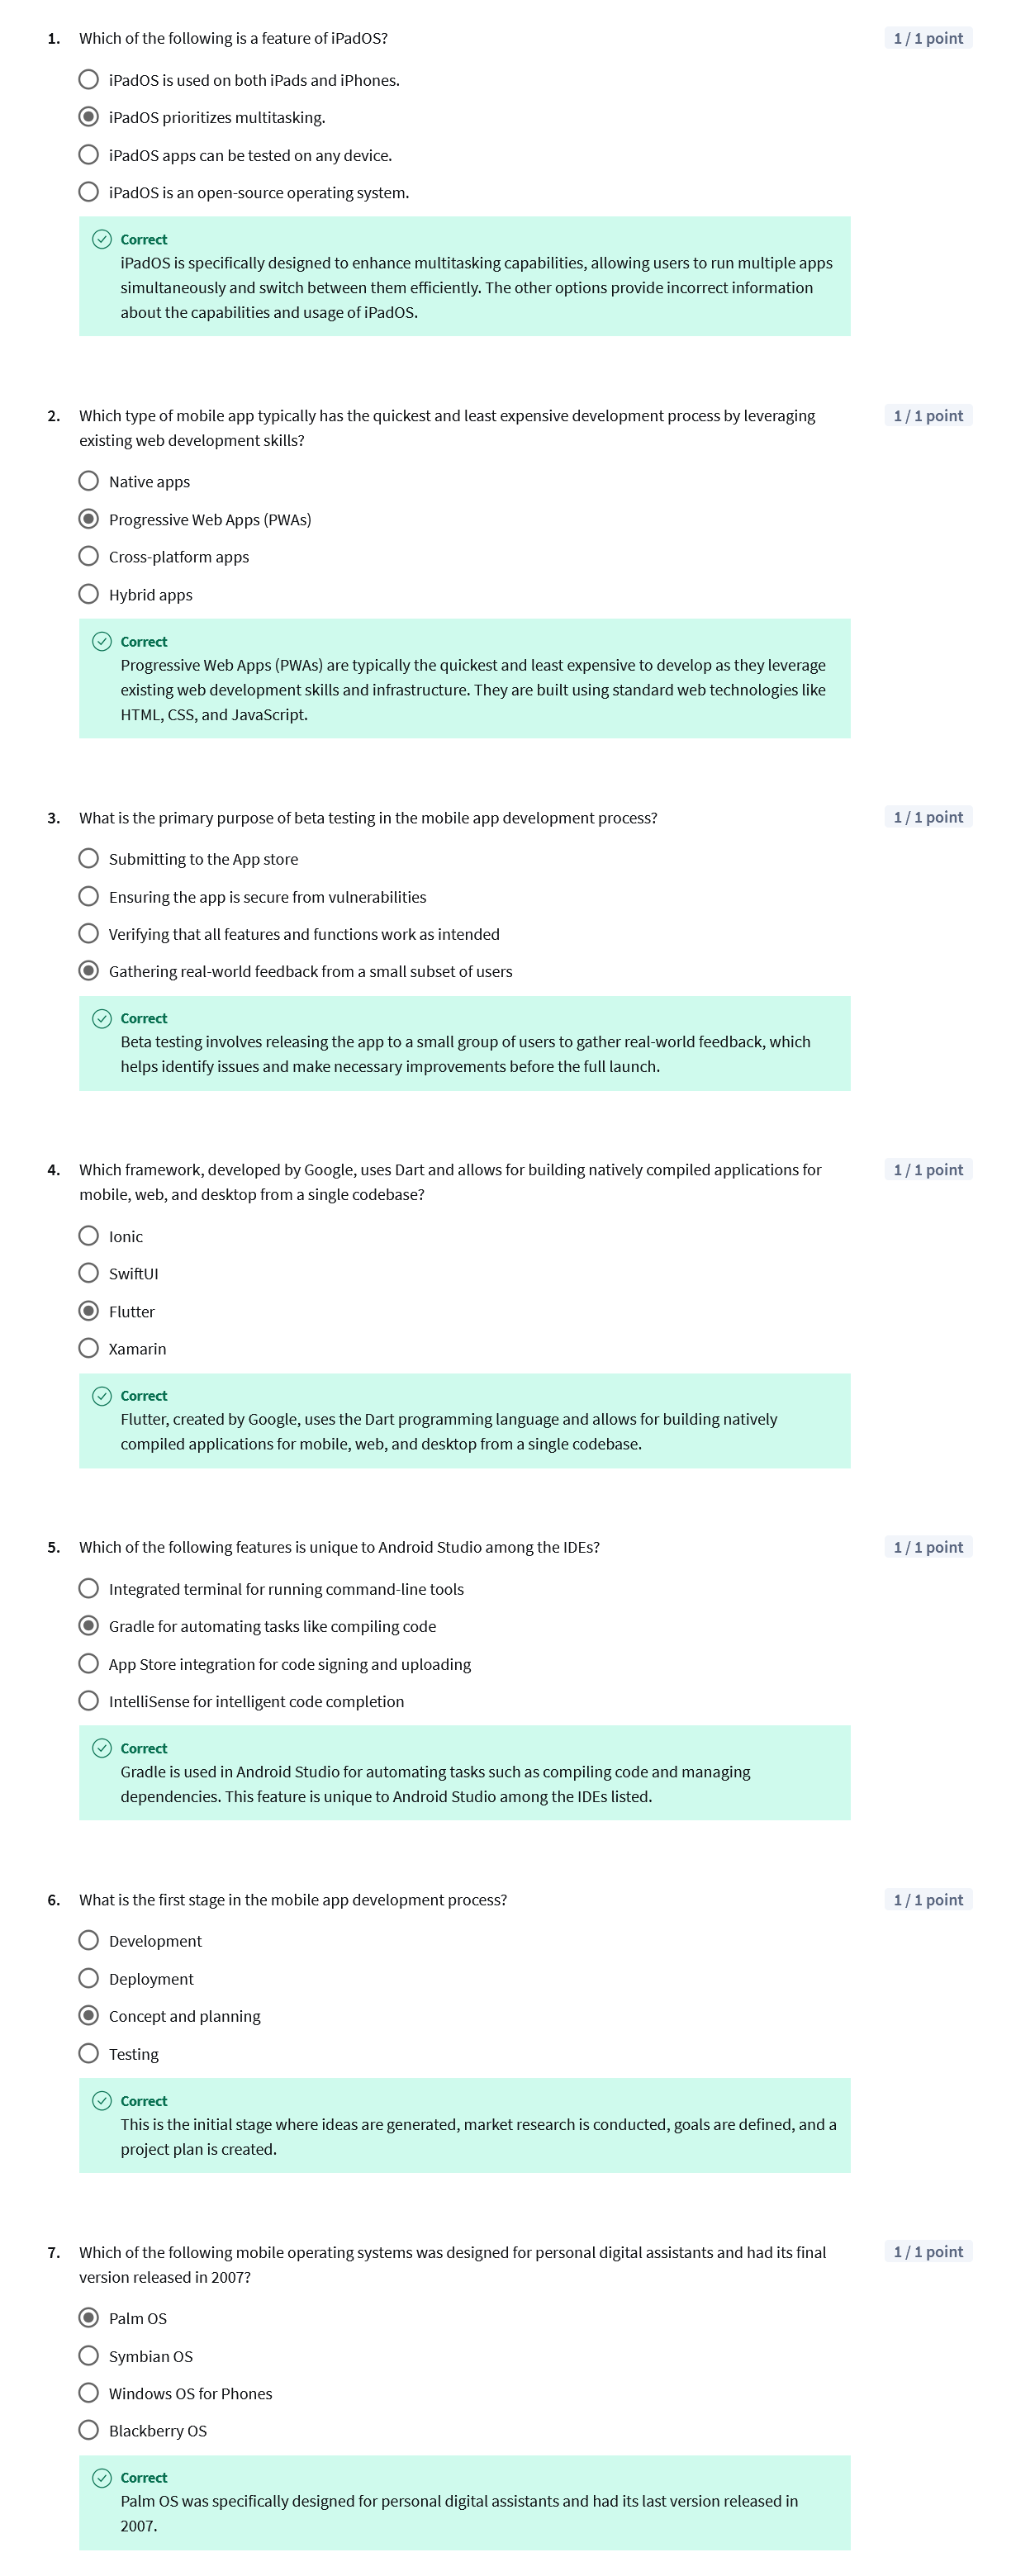 1. Which of the following is a feature of iPadOS? 1 / 1 point
iPadOS is used on both iPads and iPhones.
iPadOS prioritizes multitasking.
iPadOS apps can be tested on any device.
iPadOS is an open-source operating system.
Correct
iPadOS is specifically designed to enhance multitasking capabilities, allowing users to run multiple apps
simultaneously and switch between them efficiently. The other options provide incorrect information
about the capabilities and usage of iPadOS.
2. Which type of mobile app typically has the quickest and least expensive development process by leveraging 1 / 1 point
existing web development skills?
Native apps
Progressive Web Apps (PWAs)
Cross-platform apps
Hybrid apps
Correct
Progressive Web Apps (PWAs) are typically the quickest and least expensive to develop as they leverage
existing web development skills and infrastructure. They are built using standard web technologies like
HTML, CSS, and JavaScript.
3. What is the primary purpose of beta testing in the mobile app development process? 1 / 1 point
Submitting to the App store
Ensuring the app is secure from vulnerabilities
Verifying that all features and functions work as intended
Gathering real-world feedback from a small subset of users
Correct
Beta testing involves releasing the app to a small group of users to gather real-world feedback, which
helps identify issues and make necessary improvements before the full launch.
4. Which framework, developed by Google, uses Dart and allows for building natively compiled applications for 1 / 1 point
mobile, web, and desktop from a single codebase?
Ionic
SwiftUI
Flutter
Xamarin
Correct
Flutter, created by Google, uses the Dart programming language and allows for building natively
compiled applications for mobile, web, and desktop from a single codebase.
5. Which of the following features is unique to Android Studio among the IDEs? 1 / 1 point
Integrated terminal for running command-line tools
Gradle for automating tasks like compiling code
App Store integration for code signing and uploading
IntelliSense for intelligent code completion
Correct
Gradle is used in Android Studio for automating tasks such as compiling code and managing
dependencies. This feature is unique to Android Studio among the IDEs listed.
6. What is the first stage in the mobile app development process? 1 / 1 point
Development
Deployment
Concept and planning
Testing
Correct
This is the initial stage where ideas are generated, market research is conducted, goals are defined, and a
project plan is created.
7. Which of the following mobile operating systems was designed for personal digital assistants and had its final 1 / 1 point
version released in 2007?
Palm OS
Symbian OS
Windows OS for Phones
Blackberry OS
Correct
Palm OS was specifically designed for personal digital assistants and had its last version released in
2007.